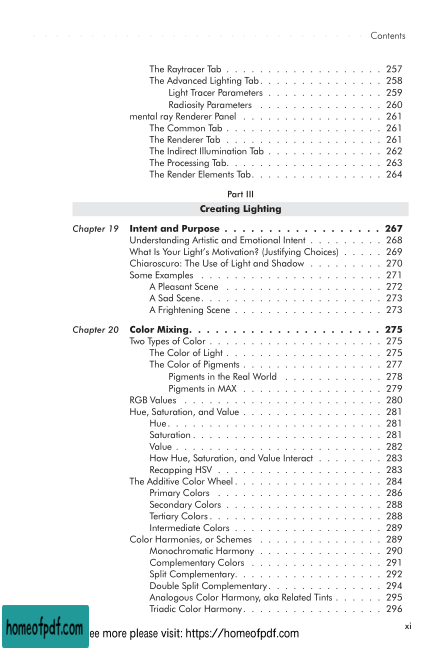 Contents
The Raytracer Tab . . . . . . . . . . . . . . . . . . 257
The Advanced Lighting Tab . . . . . . . . . . . . . . 258
Light Tracer Parameters . . . . . . . . . . . . . . 259
Radiosity Parameters . . . . . . . . . . . . . . 260
mental ray Renderer Panel . . . . . . . . . . . . . . . . 261
The Common Tab . . . . . . . . . . . . . . . . . . 261
The Renderer Tab . . . . . . . . . . . . . . . . . . 261
The Indirect Illumination Tab . . . . . . . . . . . . . . 262
The Processing Tab. . . . . . . . . . . . . . . . . . 263
The Render Elements Tab . . . . . . . . . . . . . . . 264
Part III
Creating Lighting
Chapter 19 Intent and Purpose . . . . . . . . . . . . . . . . . . 267
Understanding Artistic and Emotional Intent . . . . . . . . . 268
What Is Your Light's Motivation? (Justifying Choices) . . . . . 269
Chiaroscuro: The Use of Light and Shadow . . . . . . . . . 270
Some Examples . . . . . . . . . . . . . . . . . . . 271
A Pleasant Scene . . . . . . . . . . . . . . . . . . 272
A Sad Scene . . . . . . . . . . . . . . . . . . . . 273
A Frightening Scene . . . . . . . . . . . . . . . . . 273
Chapter 20 Color Mixing. . . . . . . . . . . . . . . . . . . . . . 275
Two Types of Color . . . . . . . . . . . . . . . . . . . 275
The Color of Light . . . . . . . . . . . . . . . . . . 275
The Color of Pigments . . . . . . . . . . . . . . . . 277
Pigments in the Real World . . . . . . . . . . . . 278
Pigments in MAX . . . . . . . . . . . . . . . . 279
RGB Values . . . . . . . . . . . . . . . . . . . . . 280
Hue, Saturation, and Value . . . . . . . . . . . . . . . . 281
Hue . . . . . . . . . . . . . . . . . . . . . . . 281
Saturation . . . . . . . . . . . . . . . . . . . . . 281
Value . . . . . . . . . . . . . . . . . . . . . . 282
How Hue, Saturation, and Value Interact . . . . . . . . 283
Recapping HSV . . . . . . . . . . . . . . . . . . . 283
The Additive Color Wheel . . . . . . . . . . . . . . . . . 284
Primary Colors . . . . . . . . . . . . . . . . . . . 286
Secondary Colors . . . . . . . . . . . . . . . . . . 288
Tertiary Colors . . . . . . . . . . . . . . . . . . . 288
Intermediate Colors . . . . . . . . . . . . . . . . . 289
Color Harmonies, or Schemes . . . . . . . . . . . . . . 289
Monochromatic Harmony . . . . . . . . . . . . . . . 290
Complementary Colors . . . . . . . . . . . . . . . . 291
Split Complementary. . . . . . . . . . . . . . . . . 292
Double Split Complementary. . . . . . . . . . . . . . 294
Analogous Color Harmony, aka Related Tints . . . . . . 295
Triadic Color Harmony . . . . . . . . . . . . . . . . 296
xi
homeofpdf.com
ee more please visit: https://homeofpdf.com